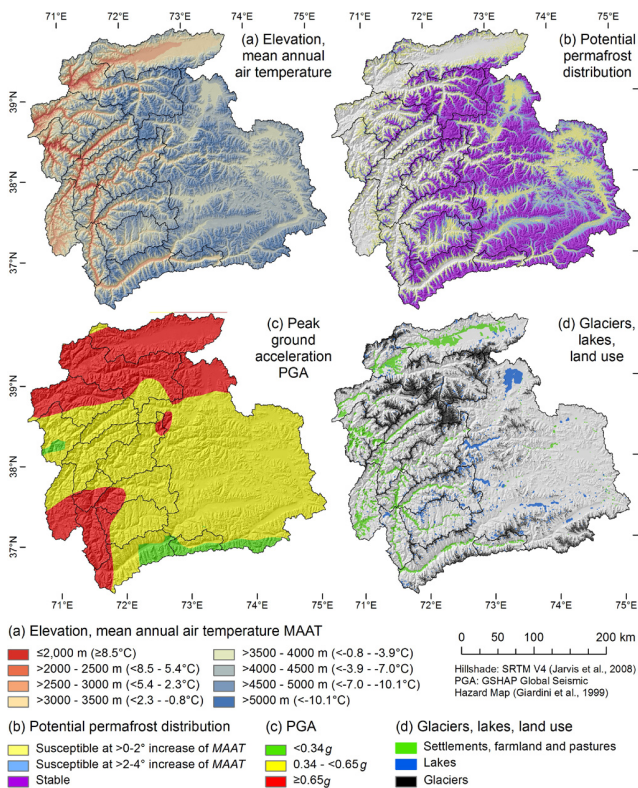 71°E 72°E 73°E 74°E 75°E 71°E 72°E 73°E 74°E 75°E
(a) Elevation,
mean annual
air temperature
(b) Potential
permafrost
distribution
39°N
38°N
37°N
39°N
38°N
37°N
(c) Peak
ground
acceleration
PGA
(d) Glaciers,
lakes,
land use
39°N
38°N
37°N
39°N
38°N
37°N
71°E 72°E 73°E 74°E 75°E 71°E 72°E 73°E 74°E 75°E
(a) Elevation, mean annual air temperature MAAT
≤2,000 m (≥8.5°C)
>2000 - 2500 m (<8.5 - 5.4°C)
>2500 - 3000 m (<5.4 - 2.3°C)
>3000 - 3500 m (<2.3 - -0.8°C)
>3500 - 4000 m (<-0.8 - -3.9°C)
>4000 - 4500 m (<-3.9 - -7.0°C)
>4500 - 5000 m (<-7.0 - -10.1°C)
>5000 m (<-10.1°C)
0 50 100 200 km
Hillshade: SRTM V4 (Jarvis et al., 2008)
PGA: GSHAP Global Seismic
Hazard Map (Giardini et al., 1999)
(b) Potential permafrost distribution
Susceptible at >0-2° increase of MAAT
Susceptible at >2-4° increase of MAAT
Stable
(c) PGA
<0.34g
0.34 - <0.65g
≥0.65g
(d) Glaciers, lakes, land use
Settlements, farmland and pastures
Lakes
Glaciers